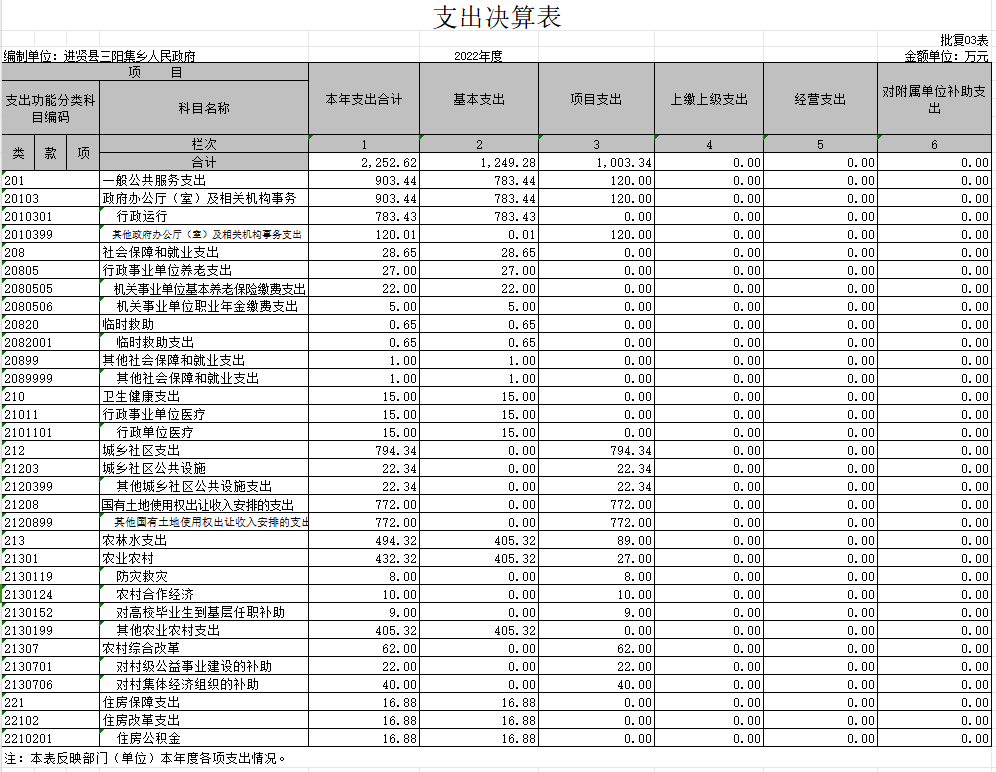 支出决算表
批复03表
编制单位：进贤县三阳集乡人民政府 2022年度 金额单位：万元
项 目 本年支出合计 基本支出 项目支出 上缴上级支出 经营支出 对附属单位补助支出
支出功能分类科目编码 科目名称
类 款 项 栏次 1 2 3 4 5 6
合计 2,252.62 1,249.28 1,003.34 0.00 0.00 0.00
201 一般公共服务支出 903.44 783.44 120.00 0.00 0.00 0.00
20103 政府办公厅（室）及相关机构事务 903.44 783.44 120.00 0.00 0.00 0.00
2010301 行政运行 783.43 783.43 0.00 0.00 0.00 0.00
2010399 其他政府办公厅（室）及相关机构事务支出 120.01 0.01 120.00 0.00 0.00 0.00
208 社会保障和就业支出 28.65 28.65 0.00 0.00 0.00 0.00
20805 行政事业单位养老支出 27.00 27.00 0.00 0.00 0.00 0.00
2080505 机关事业单位基本养老保险缴费支出 22.00 22.00 0.00 0.00 0.00 0.00
2080506 机关事业单位职业年金缴费支出 5.00 5.00 0.00 0.00 0.00 0.00
20820 临时救助 0.65 0.65 0.00 0.00 0.00 0.00
2082001 临时救助支出 0.65 0.65 0.00 0.00 0.00 0.00
20899 其他社会保障和就业支出 1.00 1.00 0.00 0.00 0.00 0.00
2089999 其他社会保障和就业支出 1.00 1.00 0.00 0.00 0.00 0.00
210 卫生健康支出 15.00 15.00 0.00 0.00 0.00 0.00
21011 行政事业单位医疗 15.00 15.00 0.00 0.00 0.00 0.00
2101101 行政单位医疗 15.00 15.00 0.00 0.00 0.00 0.00
212 城乡社区支出 794.34 0.00 794.34 0.00 0.00 0.00
21203 城乡社区公共设施 22.34 0.00 22.34 0.00 0.00 0.00
2120399 其他城乡社区公共设施支出 22.34 0.00 22.34 0.00 0.00 0.00
21208 国有土地使用权出让收入安排的支出 772.00 0.00 772.00 0.00 0.00 0.00
2120899 其他国有土地使用权出让收入安排的支出 772.00 0.00 772.00 0.00 0.00 0.00
213 农林水支出 494.32 405.32 89.00 0.00 0.00 0.00
21301 农业农村 432.32 405.32 27.00 0.00 0.00 0.00
2130119 防灾救灾 8.00 0.00 8.00 0.00 0.00 0.00
2130124 农村合作经济 10.00 0.00 10.00 0.00 0.00 0.00
2130152 对高校毕业生到基层任职补助 9.00 0.00 9.00 0.00 0.00 0.00
2130199 其他农业农村支出 405.32 405.32 0.00 0.00 0.00 0.00
21307 农村综合改革 62.00 0.00 62.00 0.00 0.00 0.00
2130701 对村级公益事业建设的补助 22.00 0.00 22.00 0.00 0.00 0.00
2130706 对村集体经济组织的补助 40.00 0.00 40.00 0.00 0.00 0.00
221 住房保障支出 16.88 16.88 0.00 0.00 0.00 0.00
22102 住房改革支出 16.88 16.88 0.00 0.00 0.00 0.00
2210201 住房公积金 16.88 16.88 0.00 0.00 0.00 0.00
注：本表反映部门（单位）本年度各项支出情况。